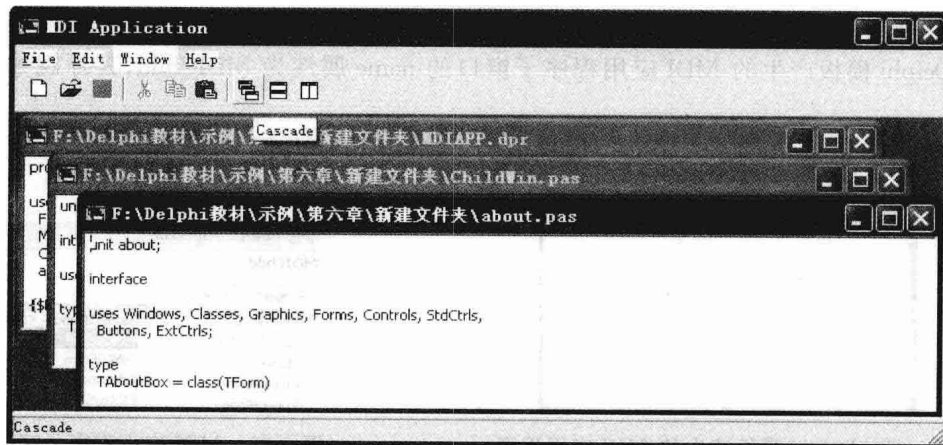 MDI Application
File Edit Window Help
Cascade
F:\Delphi教材\示例\第 新建文件夹\MDIAPP.dpr
F:\Delphi教材\示例\第六章\新建文件夹\ChildWin.pas
F:\Delphi教材\示例\第六章\新建文件夹\about.pas
unit about;
interface
uses Windows, Classes, Graphics, Forms, Controls, StdCtrls,
Buttons, ExtCtrls;
type
TAboutBox = class(TForm)
Cascade